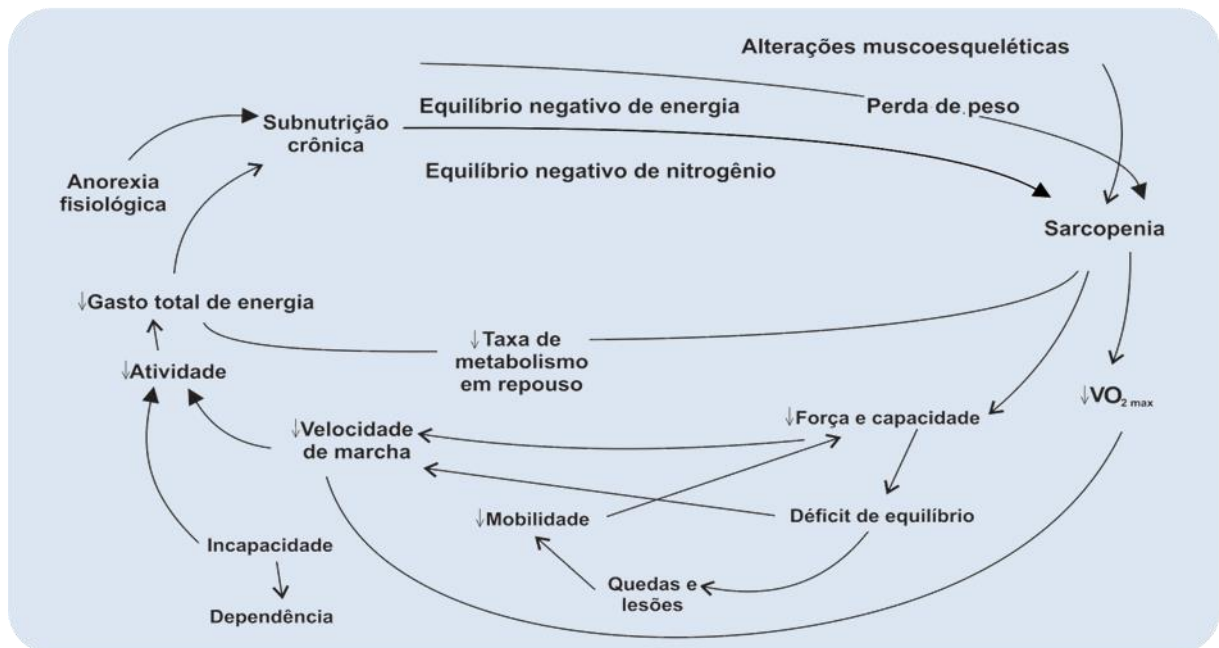 Alterações muscoesqueléticas
Equilíbrio negativo de energia
Perda de peso
Subnutrição
crônica
Equilíbrio negativo de nitrogênio
Anorexia
fisiológica
Sarcopenia
↓Gasto total de energia
↓Taxa de
metabolismo
em repouso
↓Atividade
↓VO2 max
↓Força e capacidade
↓Velocidade
de marcha
↓Mobilidade
Déficit de equilíbrio
Incapacidade
Quedas e
lesões
Dependência